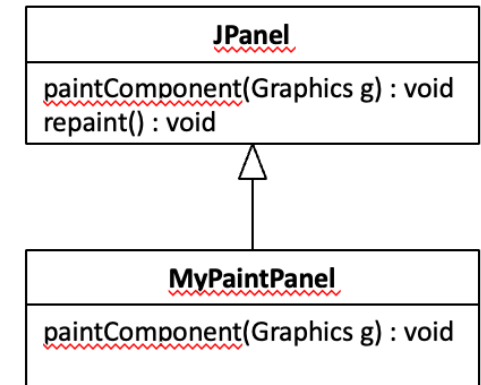 JPanel
paintComponent(Graphics g) : void
repaint() : void
MyPaintPanel
paintComponent(Graphics g) : void